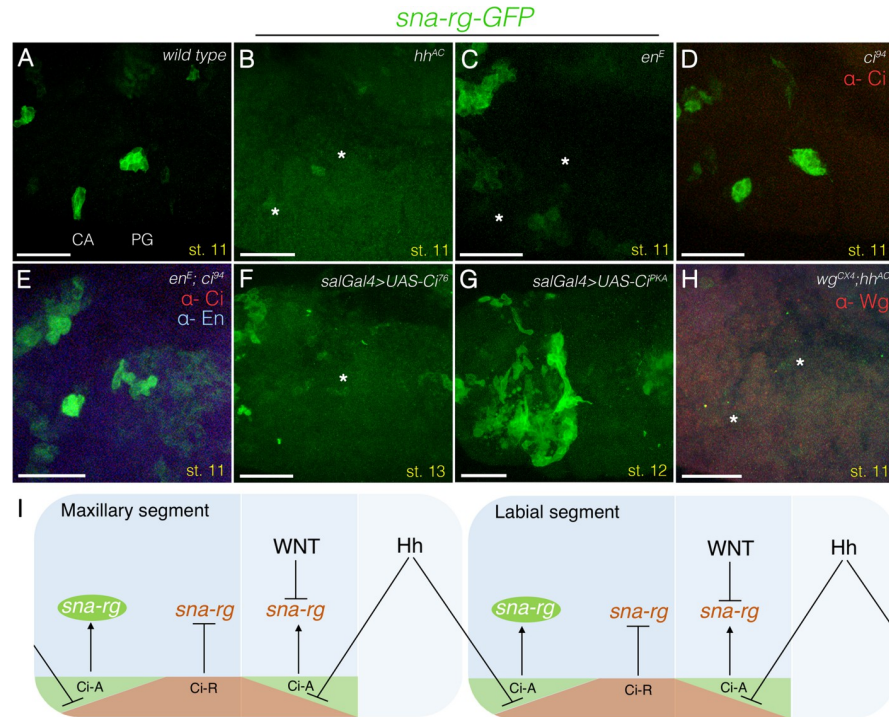 sna-rg-GFP
A wild type
CA PG
st. 11
B hh^AC
*
*
st. 11
C en^E
*
*
st. 11
D ci^94
α- Ci
st. 11
E en^E; ci^94
α- Ci
α- En
st. 11
F salGal4>UAS-Ci^76
*
st. 13
G salGal4>UAS-Ci^PKA
st. 12
H wg^CX4;hh^AC
α- Wg
*
*
st. 11
I
Maxillary segment
WNT Hh
sna-rg sna-rg sna-rg
Ci-A Ci-R Ci-A
Labial segment
WNT Hh
sna-rg sna-rg sna-rg
Ci-A Ci-R Ci-A